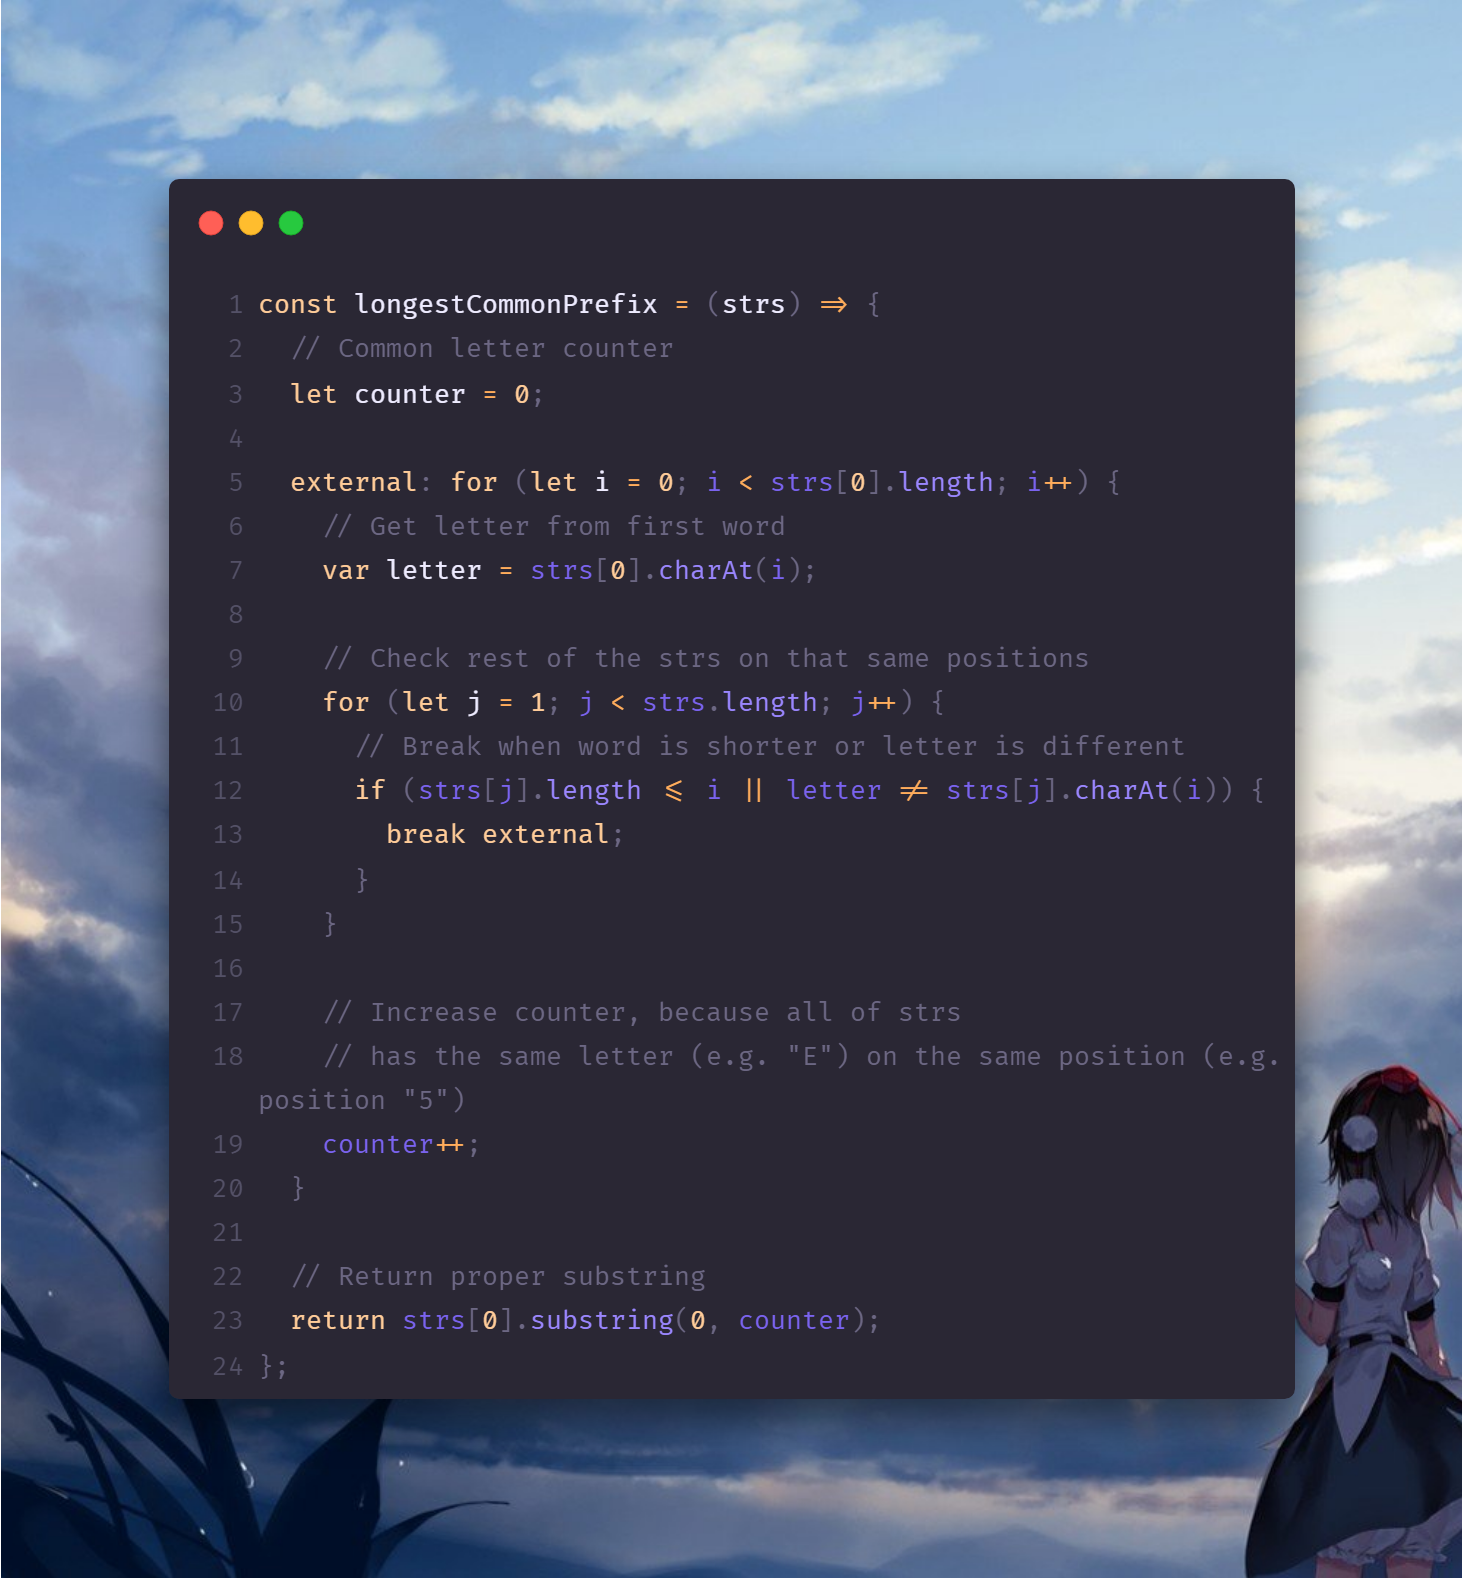 1 const longestCommonPrefix = (strs) => {
2   // Common letter counter
3   let counter = 0;
4
5   external: for (let i = 0; i < strs[0].length; i++) {
6     // Get letter from first word
7     var letter = strs[0].charAt(i);
8
9     // Check rest of the strs on that same positions
10     for (let j = 1; j < strs.length; j++) {
11       // Break when word is shorter or letter is different
12       if (strs[j].length <= i || letter != strs[j].charAt(i)) {
13         break external;
14       }
15     }
16
17     // Increase counter, because all of strs
18     // has the same letter (e.g. "E") on the same position (e.g.
position "5")
19     counter++;
20   }
21
22   // Return proper substring
23   return strs[0].substring(0, counter);
24 };